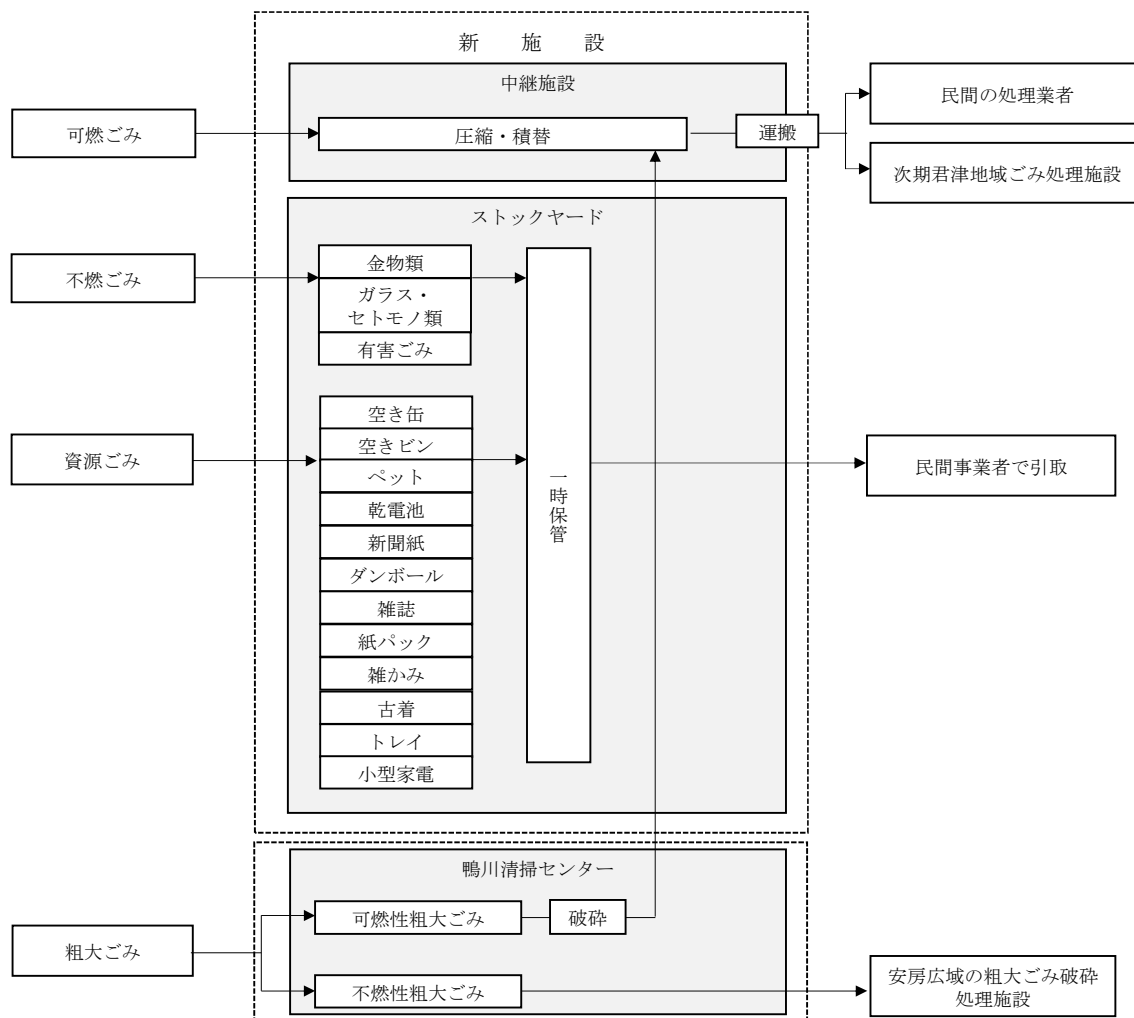 新 施 設
中継施設
可燃ごみ
圧縮・積替
運搬
民間の処理業者
次期君津地域ごみ処理施設
ストックヤード
不燃ごみ
金物類
ガラス・
セトモノ類
有害ごみ
資源ごみ
空き缶
空きビン
ペット
乾電池
新聞紙
ダンボール
雑誌
紙パック
雑かみ
古着
トレイ
小型家電
一時保管
民間事業者で引取
鴨川清掃センター
粗大ごみ
可燃性粗大ごみ
破砕
不燃性粗大ごみ
安房広域の粗大ごみ破砕
処理施設